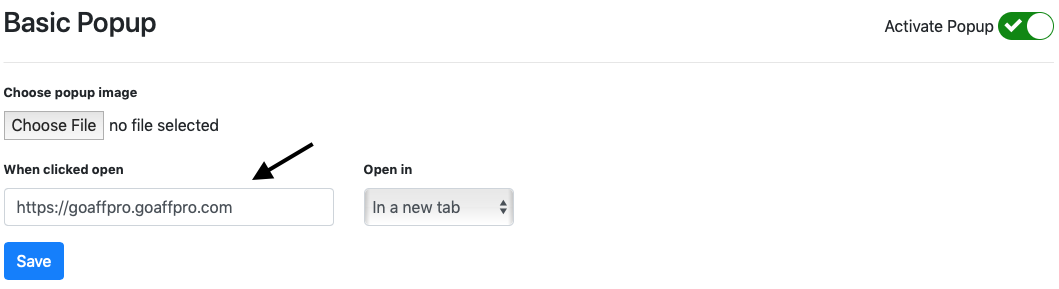 Basic Popup
Activate Popup
Choose popup image
Choose File no file selected
When clicked open
Open in
https://goaffpro.goaffpro.com
In a new tab
Save